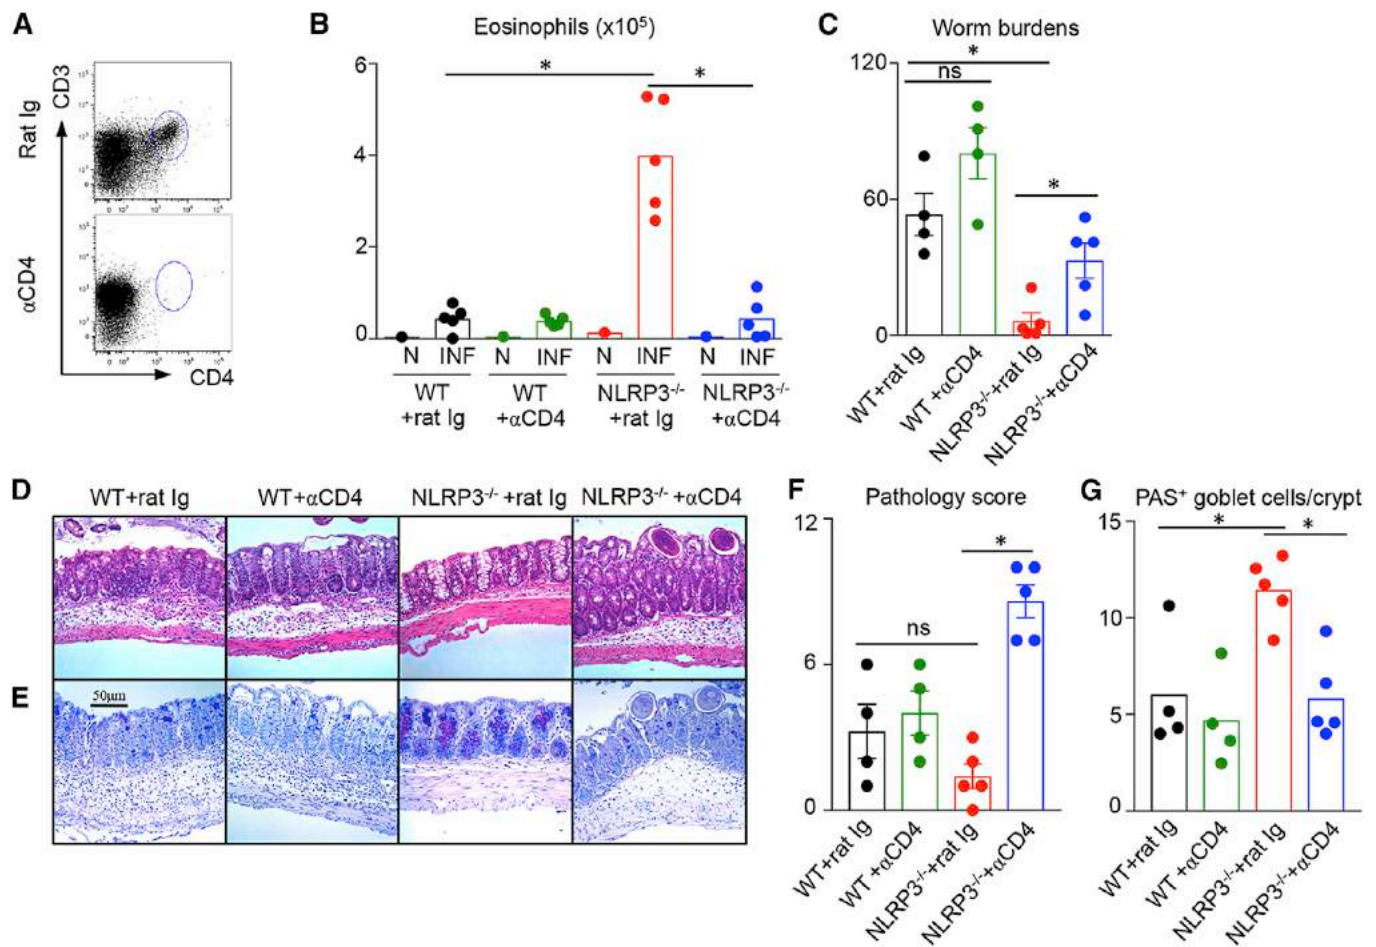 A
CD3
Rat Ig
αCD4
CD4
B
Eosinophils (x10⁵)
6
4
2
0
*
*
N INF N INF N INF N INF
WT WT NLRP3⁻/⁻ NLRP3⁻/⁻
+rat Ig +αCD4 +rat Ig +αCD4
C
Worm burdens
120
60
0
*
ns
*
WT+rat Ig
WT +αCD4
NLRP3⁻/⁻+rat Ig
NLRP3⁻/⁻+αCD4
D
WT+rat Ig WT+αCD4 NLRP3⁻/⁻ +rat Ig NLRP3⁻/⁻ +αCD4
E
50μm
F
Pathology score
12
6
0
ns
*
WT+rat Ig
WT +αCD4
NLRP3⁻/⁻+rat Ig
NLRP3⁻/⁻+αCD4
G
PAS⁺ goblet cells/crypt
15
10
5
0
*
*
WT+rat Ig
WT +αCD4
NLRP3⁻/⁻+rat Ig
NLRP3⁻/⁻+αCD4